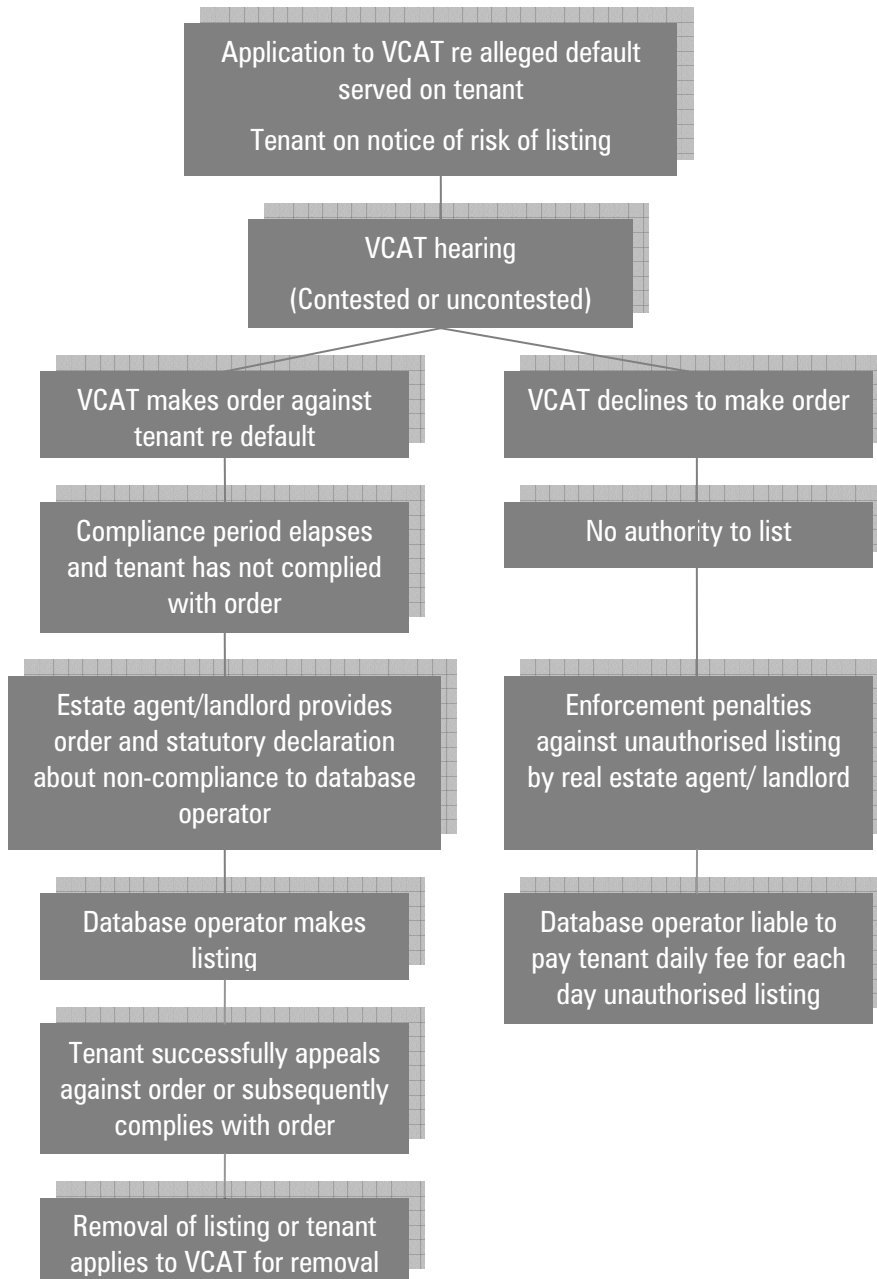 Application to VCAT re alleged default
served on tenant
Tenant on notice of risk of listing
VCAT hearing
(Contested or uncontested)
VCAT makes order against
tenant re default
VCAT declines to make order
Compliance period elapses
and tenant has not complied
with order
No authority to list
Estate agent/landlord provides
order and statutory declaration
about non-compliance to database
operator
Enforcement penalties
against unauthorised listing
by real estate agent/ landlord
Database operator makes
listing
Database operator liable to
pay tenant daily fee for each
day unauthorised listing
Tenant successfully appeals
against order or subsequently
complies with order
Removal of listing or tenant
applies to VCAT for removal